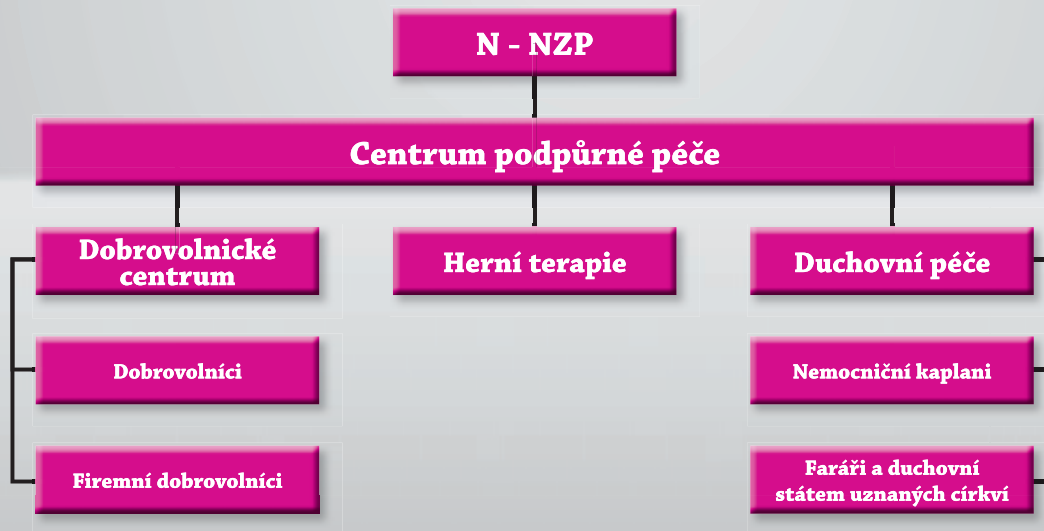 N - NZP
Centrum podpůrné péče
Dobrovolnické
centrum
Herní terapie
Duchovní péče
Dobrovolníci
Nemocniční kaplani
Firemní dobrovolníci
Faráři a duchovní
státem uznaných církví